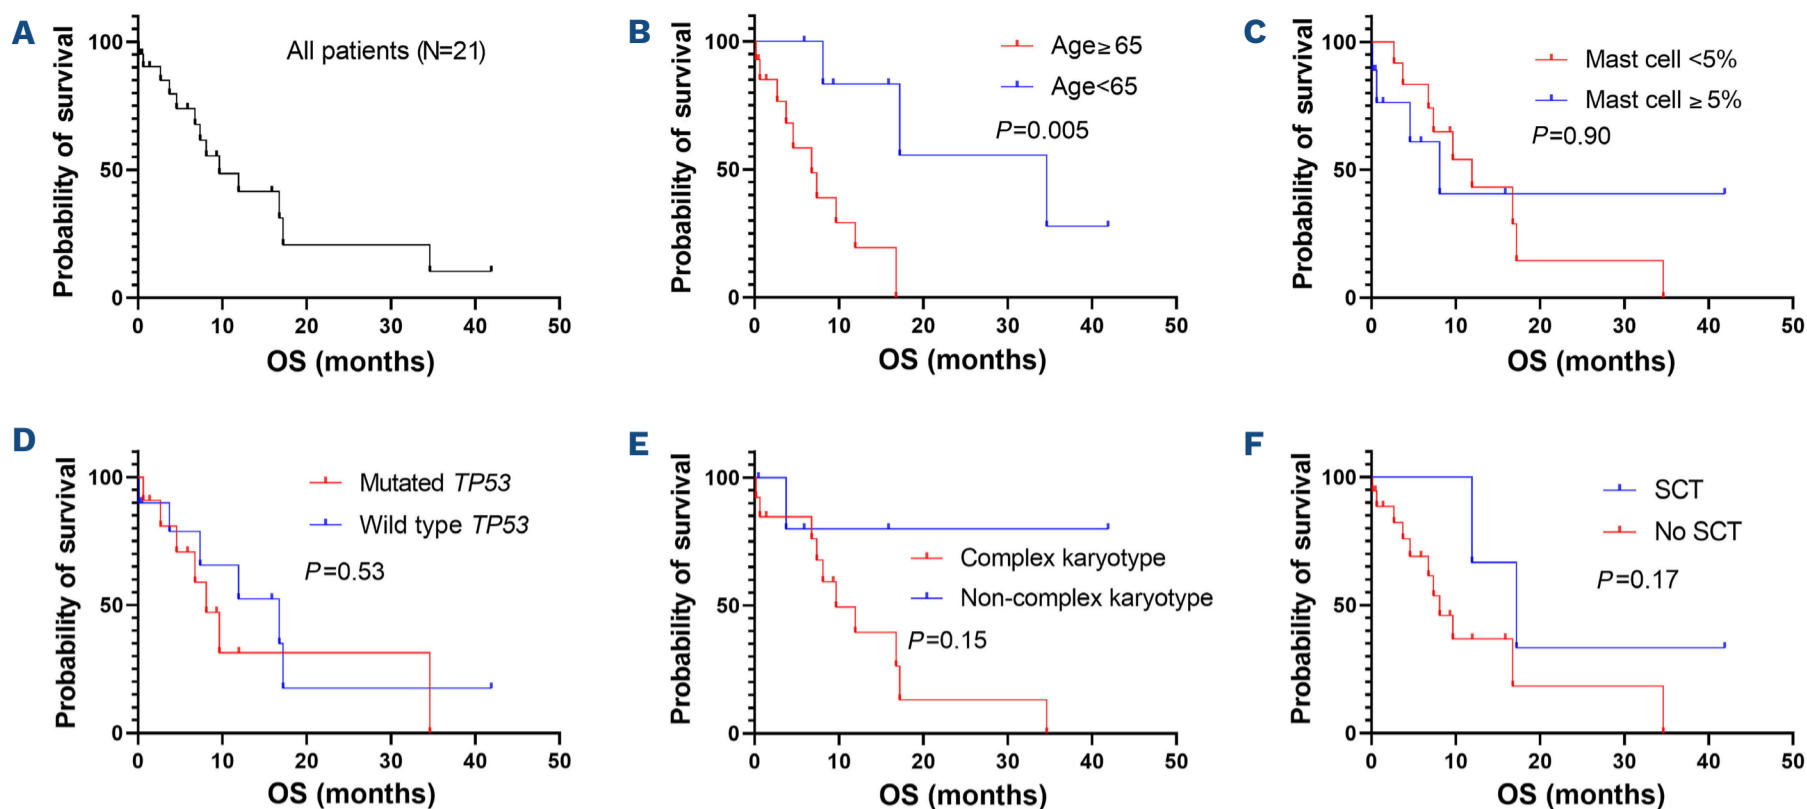 A
All patients (N=21)
Probability of survival
100
50
0
0 10 20 30 40 50
OS (months)
B
Age≥65
Age<65
P=0.005
Probability of survival
100
50
0
0 10 20 30 40 50
OS (months)
C
Mast cell <5%
Mast cell ≥5%
P=0.90
Probability of survival
100
50
0
0 10 20 30 40 50
OS (months)
D
Mutated TP53
Wild type TP53
P=0.53
Probability of survival
100
50
0
0 10 20 30 40 50
OS (months)
E
Complex karyotype
Non-complex karyotype
P=0.15
Probability of survival
100
50
0
0 10 20 30 40 50
OS (months)
F
SCT
No SCT
P=0.17
Probability of survival
100
50
0
0 10 20 30 40 50
OS (months)